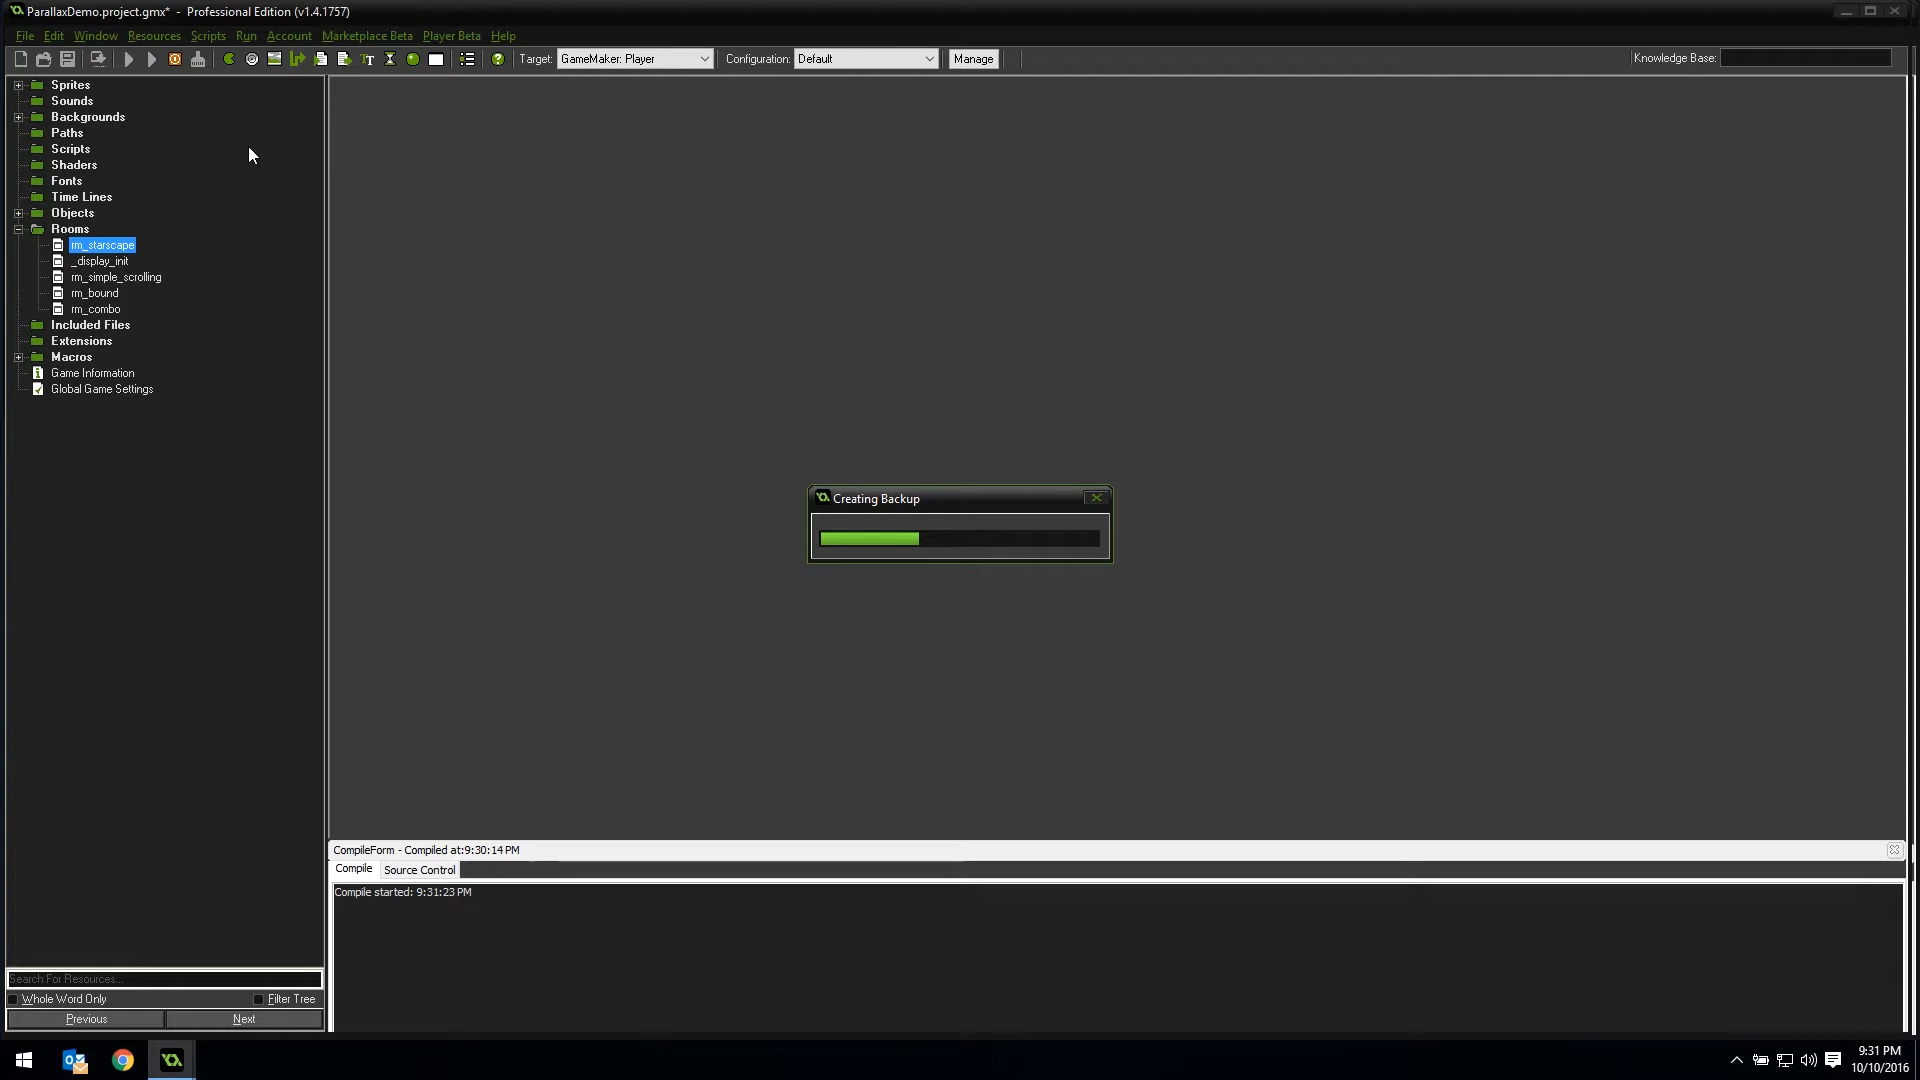 ParallaxDemo.project.gmx* - Professional Edition (v1.4.1757)
File Edit Window Resources Scripts Run Account Marketplace Beta Player Beta Help
Target: GameMaker: Player Configuration: Default Manage Knowledge Base:
Sprites
Sounds
Backgrounds
Paths
Scripts
Shaders
Fonts
Time Lines
Objects
Rooms
rm_starscape
_display_init
rm_simple_scrolling
rm_bound
rm_combo
Included Files
Extensions
Macros
Game Information
Global Game Settings
Creating Backup
CompileForm - Compiled at:9:30:14 PM
Compile Source Control
Compile started: 9:31:23 PM
Search For Resources...
Whole Word Only Filter Tree
Previous Next
9:31 PM
10/10/2016